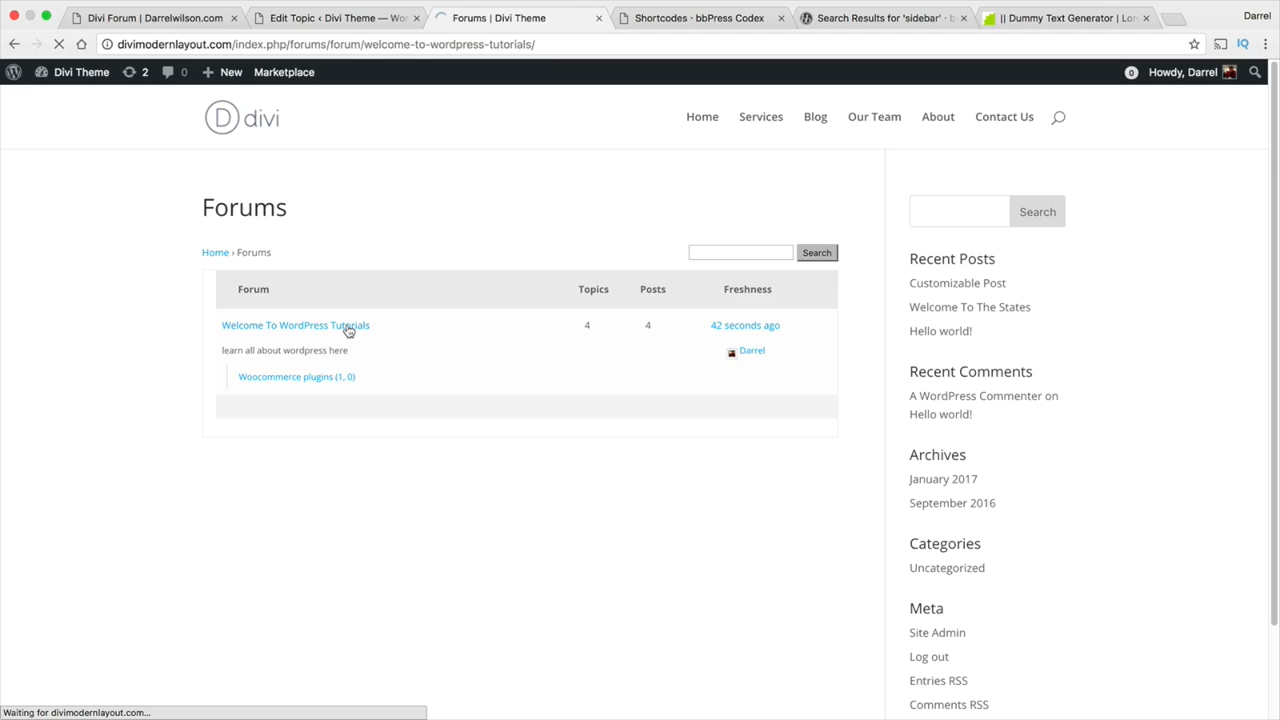 Divi Forum | Darrelwilson.com
Edit Topic ‹ Divi Theme — Wor
Forums | Divi Theme
Shortcodes · bbPress Codex
Search Results for 'sidebar' · b
|| Dummy Text Generator | Lor
Darrel
divimodernlayout.com/index.php/forums/forum/welcome-to-wordpress-tutorials/
IQ
Divi Theme
2
0
New
Marketplace
0
Howdy, Darrel
D divi
Home
Services
Blog
Our Team
About
Contact Us
Forums
Search
Home › Forums
Search
Forum
Topics
Posts
Freshness
Welcome To WordPress Tutorials
4
4
42 seconds ago
learn all about wordpress here
Darrel
Woocommerce plugins (1, 0)
Recent Posts
Customizable Post
Welcome To The States
Hello world!
Recent Comments
A WordPress Commenter on
Hello world!
Archives
January 2017
September 2016
Categories
Uncategorized
Meta
Site Admin
Log out
Entries RSS
Comments RSS
Waiting for divimodernlayout.com...